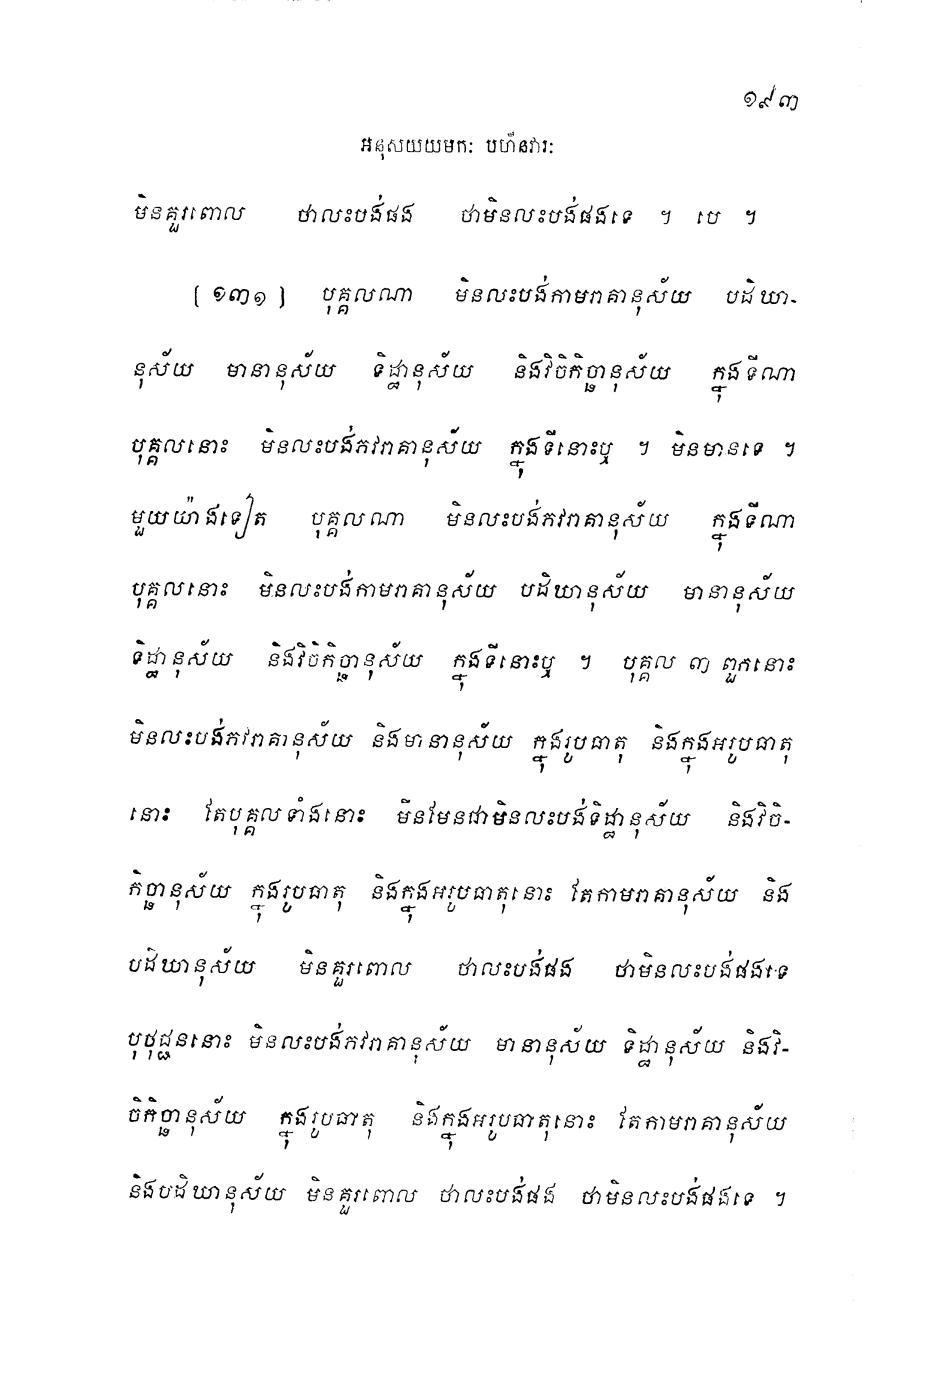 ១៩៣
អនុសយយមកៈ បហីនវារៈ
មិនគួរពោល ថាលះបង់ផង ថាមិនលះបង់ផងទេ ។ បេ ។
(១៣១) បុគ្គលណា មិនលះបង់កាមរាគានុស័យ បដិឃា-
នុស័យ មានានុស័យ ទិដ្ឋានុស័យ និងវិចិកិច្ឆានុស័យ ក្នុងទីណា
បុគ្គលនោះ មិនលះបង់ភវរាគានុស័យ ក្នុងទីនោះឬ ។ មិនមានទេ ។
មួយយ៉ាងទៀត បុគ្គលណា មិនលះបង់ភវរាគានុស័យ ក្នុងទីណា
បុគ្គលនោះ មិនលះបង់កាមរាគានុស័យ បដិឃានុស័យ មានានុស័យ
ទិដ្ឋានុស័យ និងវិចិកិច្ឆានុស័យ ក្នុងទីនោះឬ ។ បុគ្គល ៣ ពួកនោះ
មិនលះបង់ភវរាគានុស័យ និងមានានុស័យ ក្នុងរូបធាតុ និងក្នុងអរូបធាតុ
នោះ តែបុគ្គលទាំងនោះ មិនមែនជាមិនលះបង់ទិដ្ឋានុស័យ និងវិចិ-
កិច្ឆានុស័យ ក្នុងរូបធាតុ និងក្នុងអរូបធាតុនោះ តែកាមរាគានុស័យ និង
បដិឃានុស័យ មិនគួរពោល ថាលះបង់ផង ថាមិនលះបង់ផងទេ
បុថុជ្ជននោះ មិនលះបង់ភវរាគានុស័យ មានានុស័យ ទិដ្ឋានុស័យ និងវិ-
ចិកិច្ឆានុស័យ ក្នុងរូបធាតុ និងក្នុងអរូបធាតុនោះ តែកាមរាគានុស័យ
និងបដិឃានុស័យ មិនគួរពោល ថាលះបង់ផង ថាមិនលះបង់ផងទេ ។